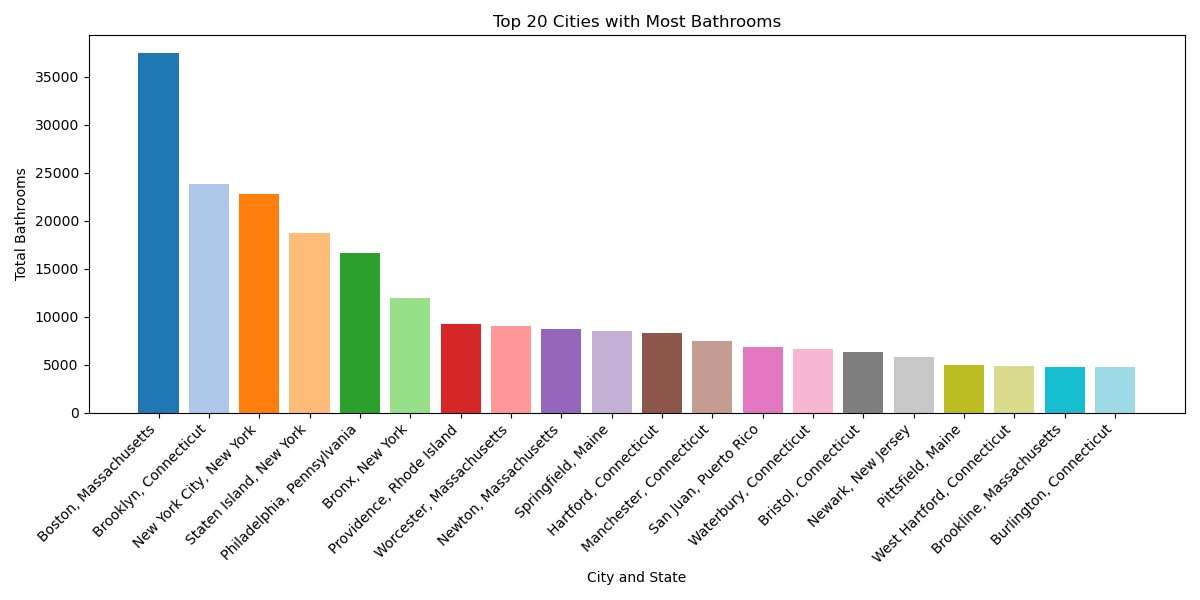 Top 20 Cities with Most Bathrooms
Total Bathrooms
35000
30000
25000
20000
15000
10000
5000
0
Boston, Massachusetts
Brooklyn, Connecticut
New York City, New York
Staten Island, New York
Philadelphia, Pennsylvania
Bronx, New York
Providence, Rhode Island
Worcester, Massachusetts
Newton, Massachusetts
Springfield, Maine
Hartford, Connecticut
Manchester, Connecticut
San Juan, Puerto Rico
Waterbury, Connecticut
Bristol, Connecticut
Newark, New Jersey
Pittsfield, Maine
West Hartford, Connecticut
Brookline, Massachusetts
Burlington, Connecticut
City and State